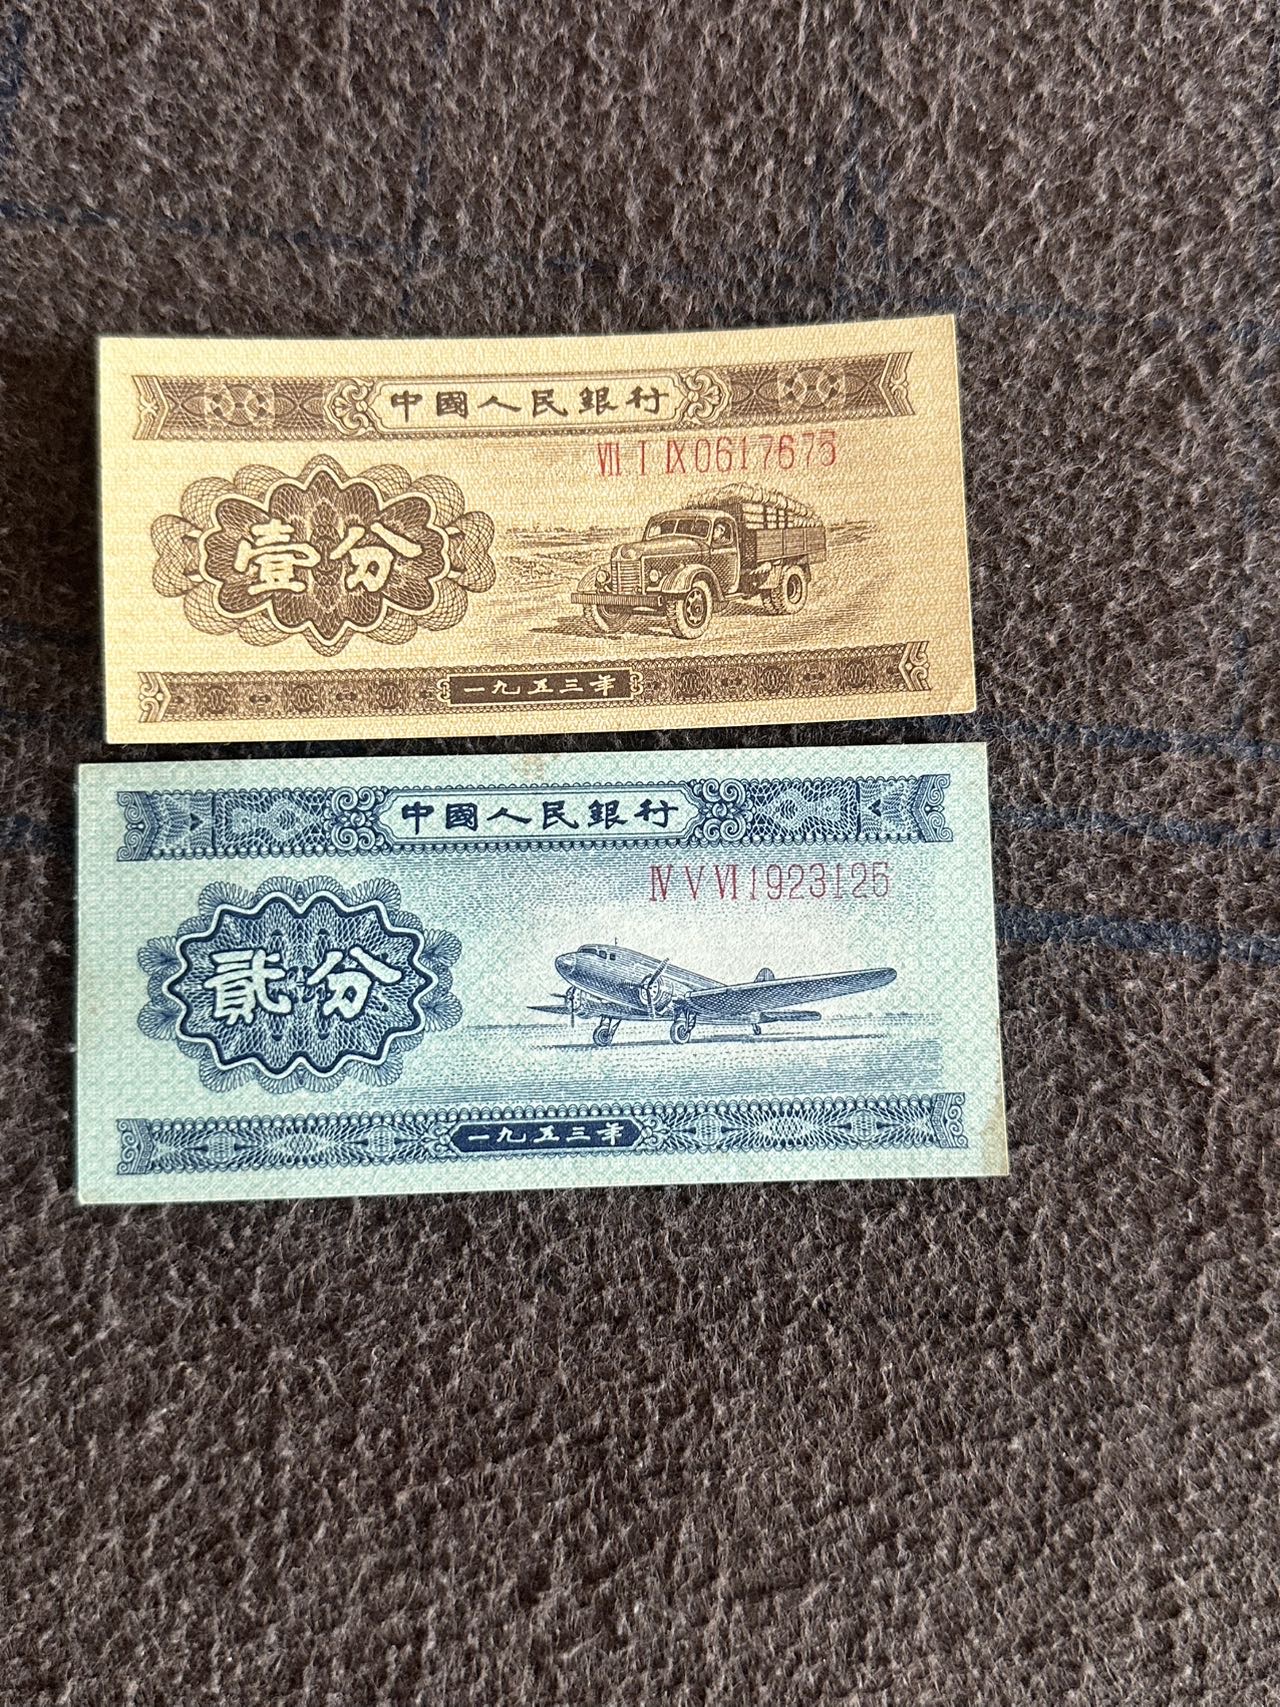 中國人民銀行
Ⅶ Ⅰ Ⅸ 0617675
壹分
一九五三年
中國人民銀行
Ⅳ Ⅴ Ⅵ 1923125
貳分
一九五三年